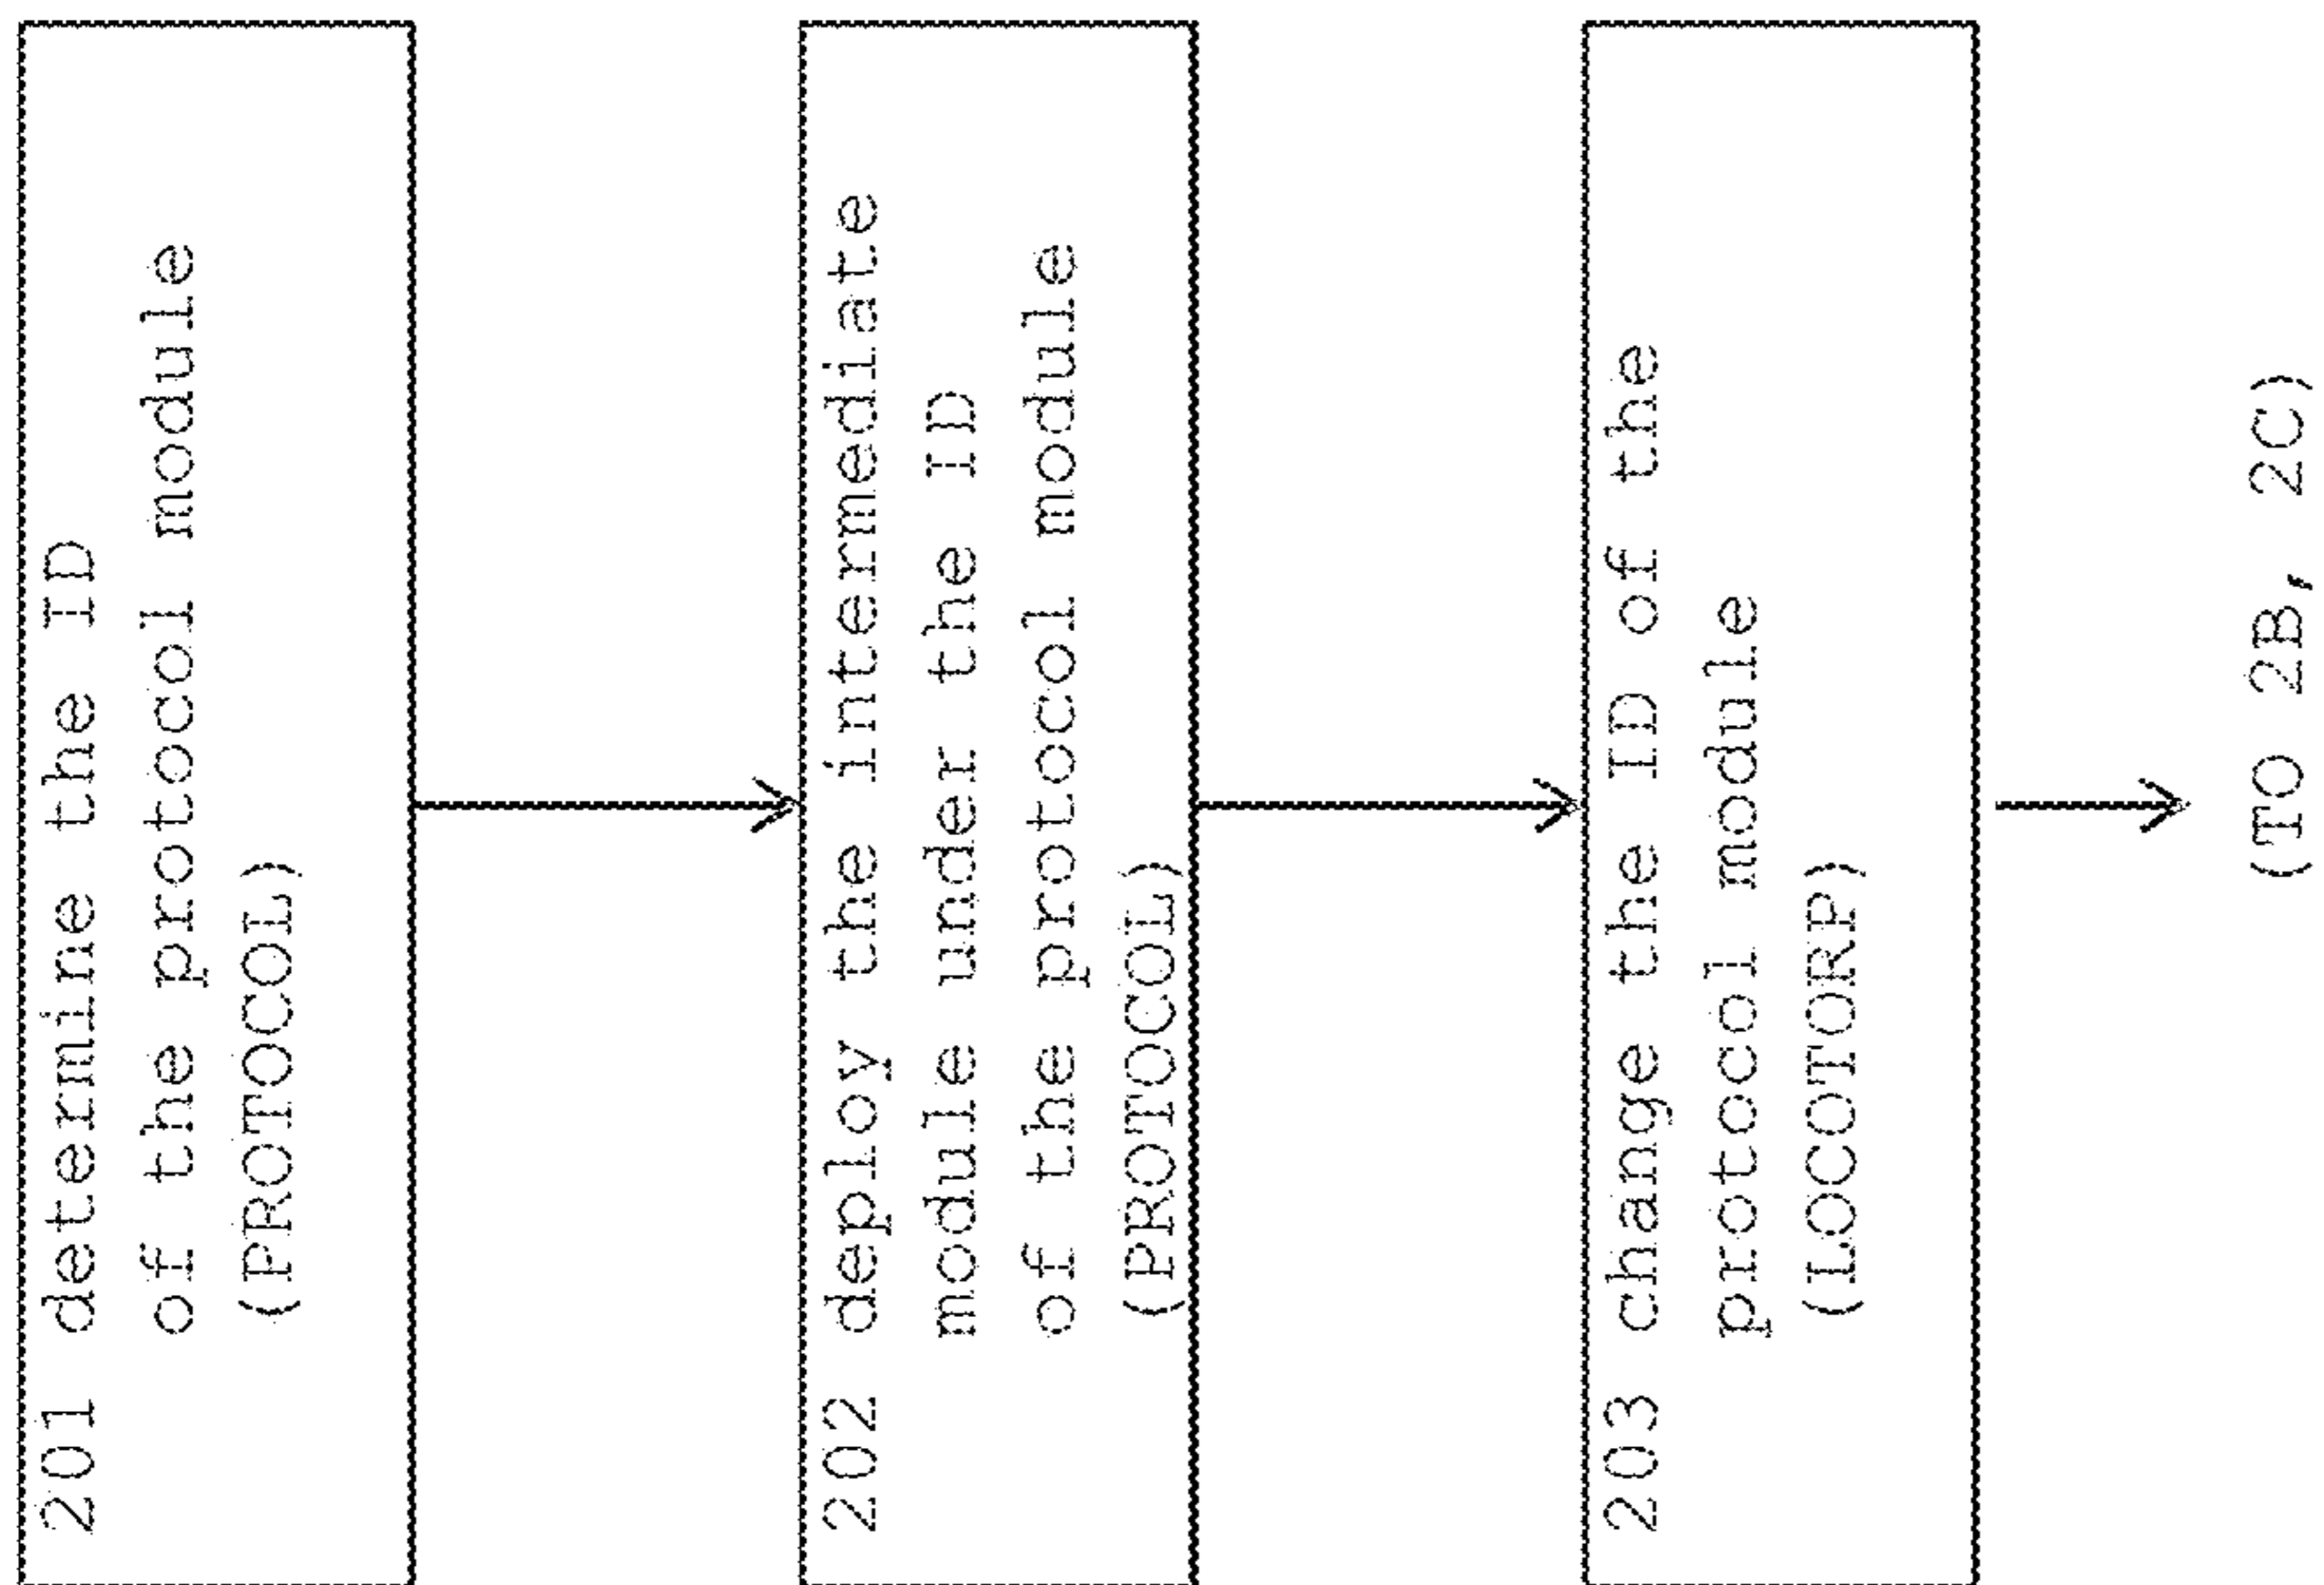 201 determine the ID
of the protocol module
(PROTOCOL)
202 deploy the intermediate
module under the ID
of the protocol module
(PROTOCOL)
203 change the ID of the
protocol module
(LOCOTORP)
(TO 2B, 2C)